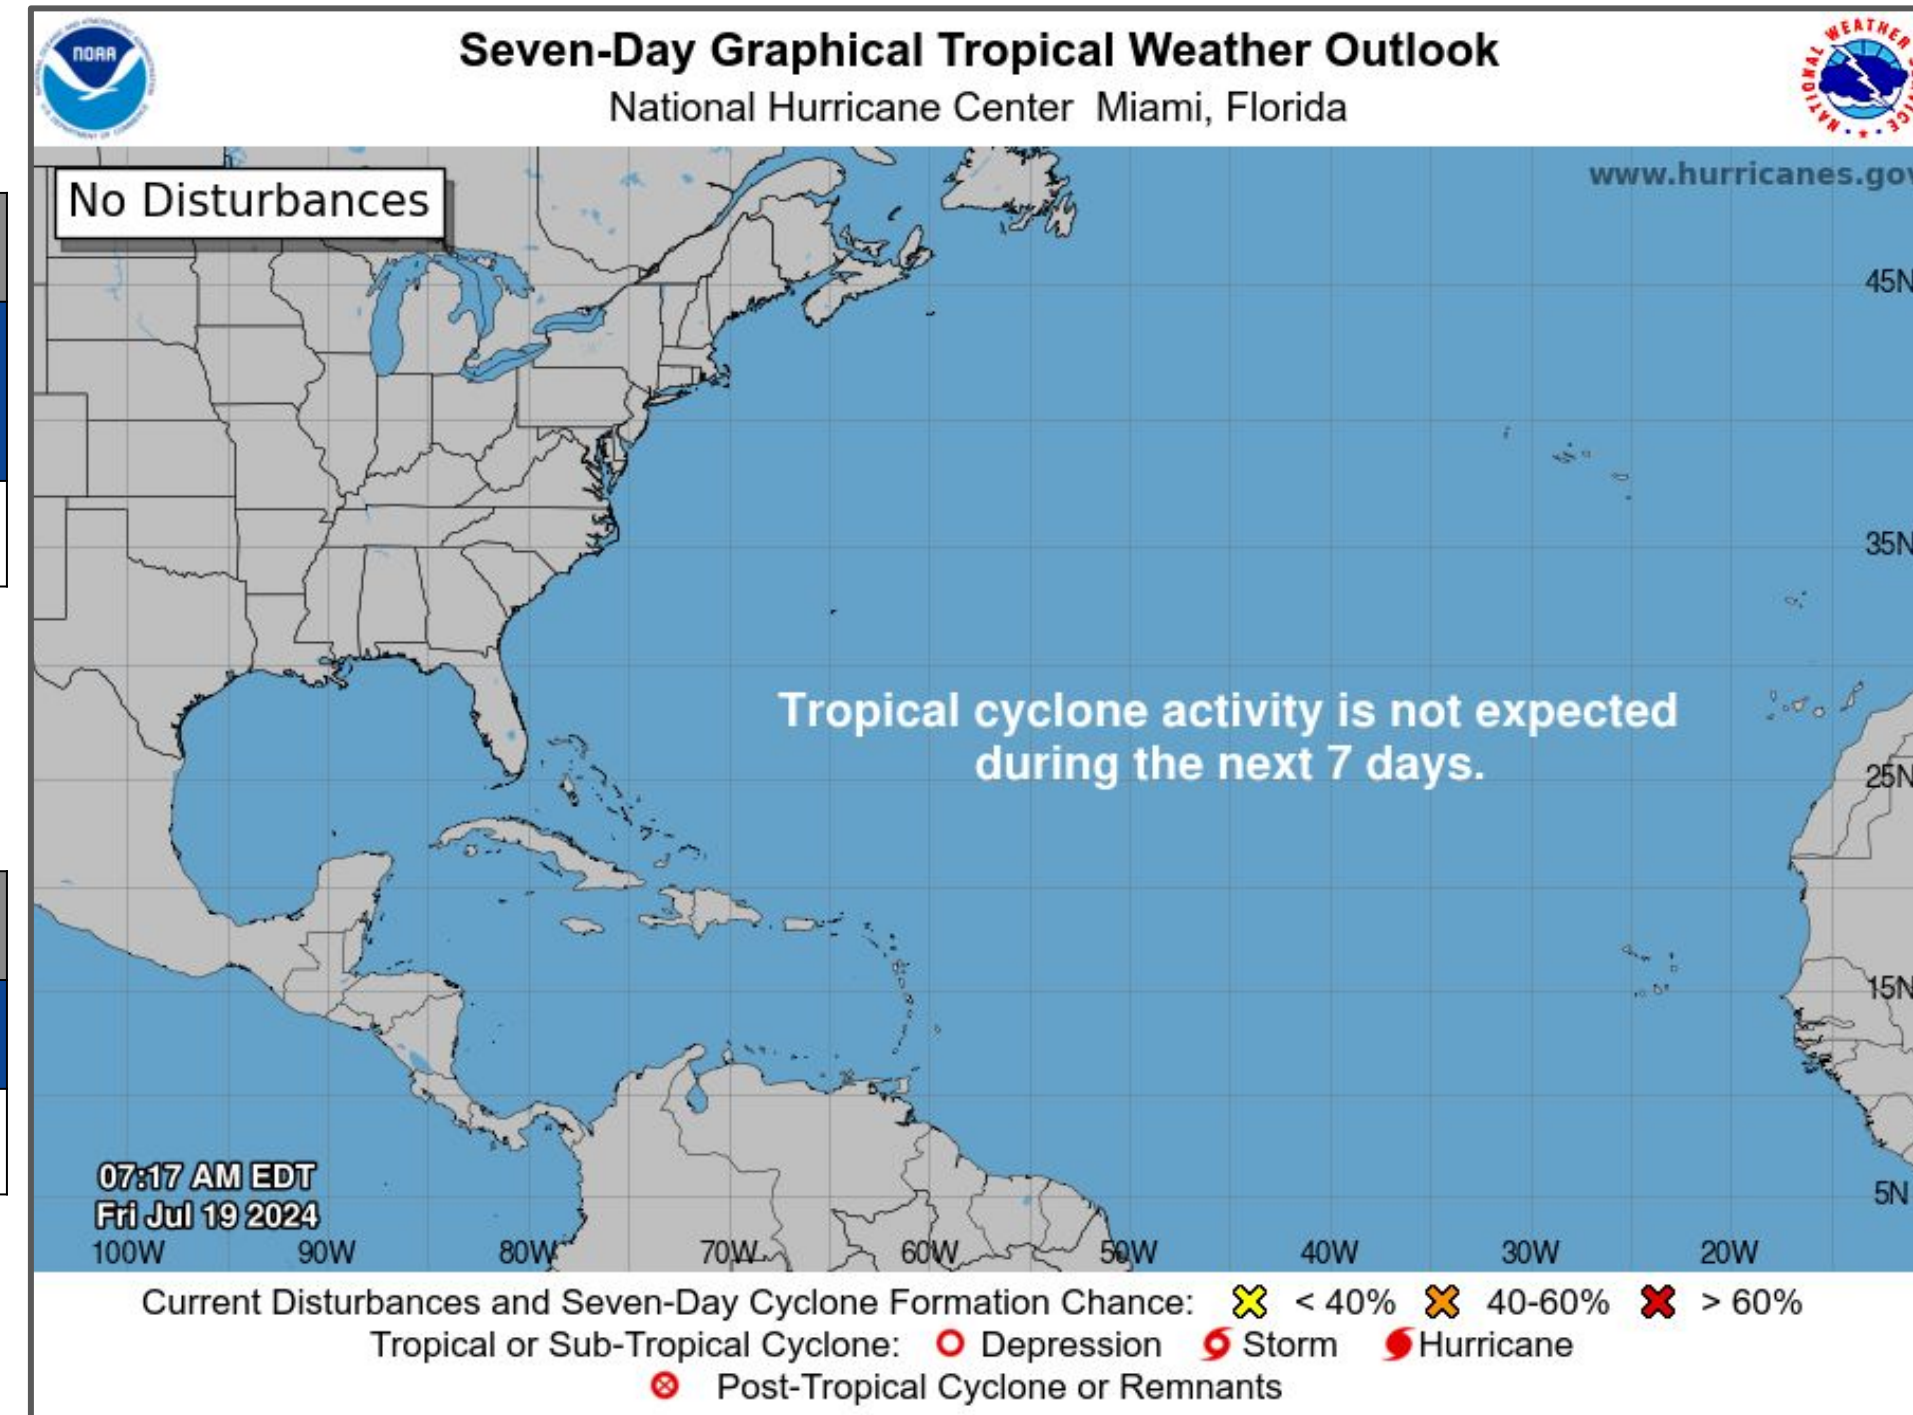 Seven-Day Graphical Tropical Weather Outlook
National Hurricane Center Miami, Florida
NOAA
NATIONAL WEATHER
No Disturbances
www.hurricanes.gov
45N
35N
Tropical cyclone activity is not expected
during the next 7 days.
25N
15N
5N
07:17 AM EDT
Fri Jul 19 2024
100W 90W 80W 70W 60W 50W 40W 30W 20W
Current Disturbances and Seven-Day Cyclone Formation Chance: < 40% 40-60% > 60%
Tropical or Sub-Tropical Cyclone: Depression Storm Hurricane
Post-Tropical Cyclone or Remnants